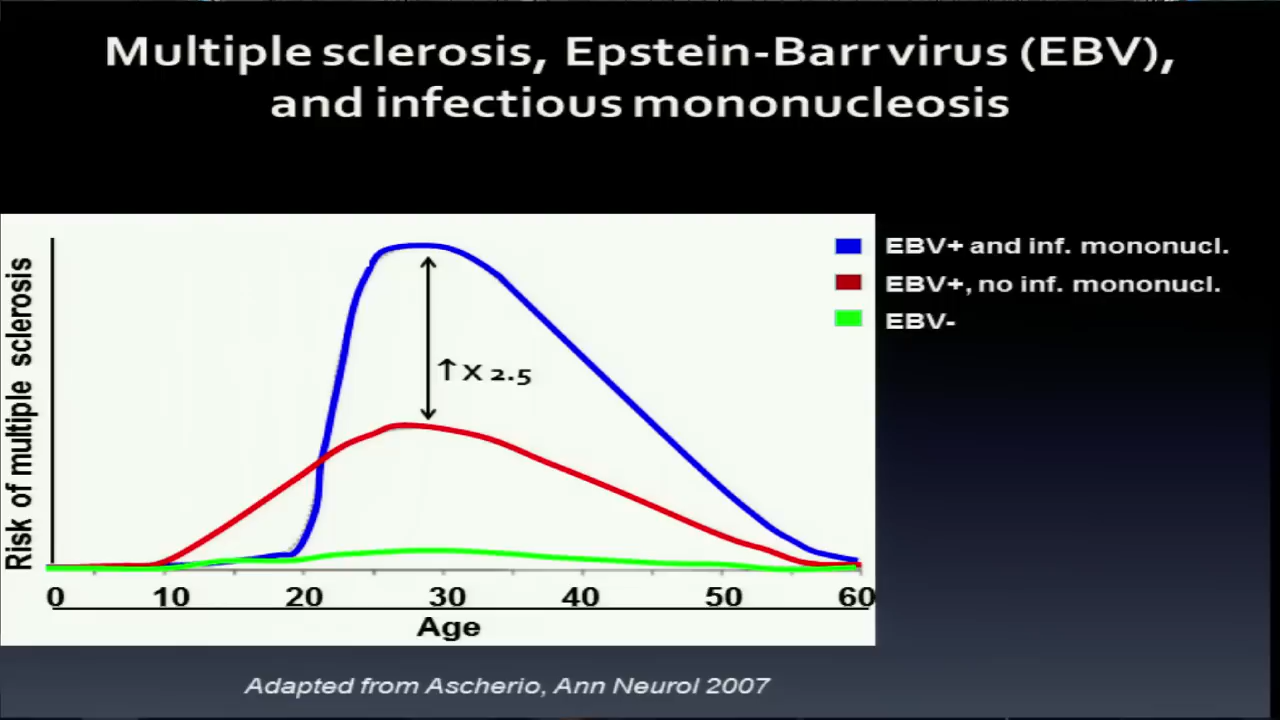 Multiple sclerosis, Epstein-Barr virus (EBV),
and infectious mononucleosis
EBV+ and inf. mononucl.
EBV+, no inf. mononucl.
EBV-
Risk of multiple sclerosis
↑ X 2.5
0 10 20 30 40 50 60
Age
Adapted from Ascherio, Ann Neurol 2007